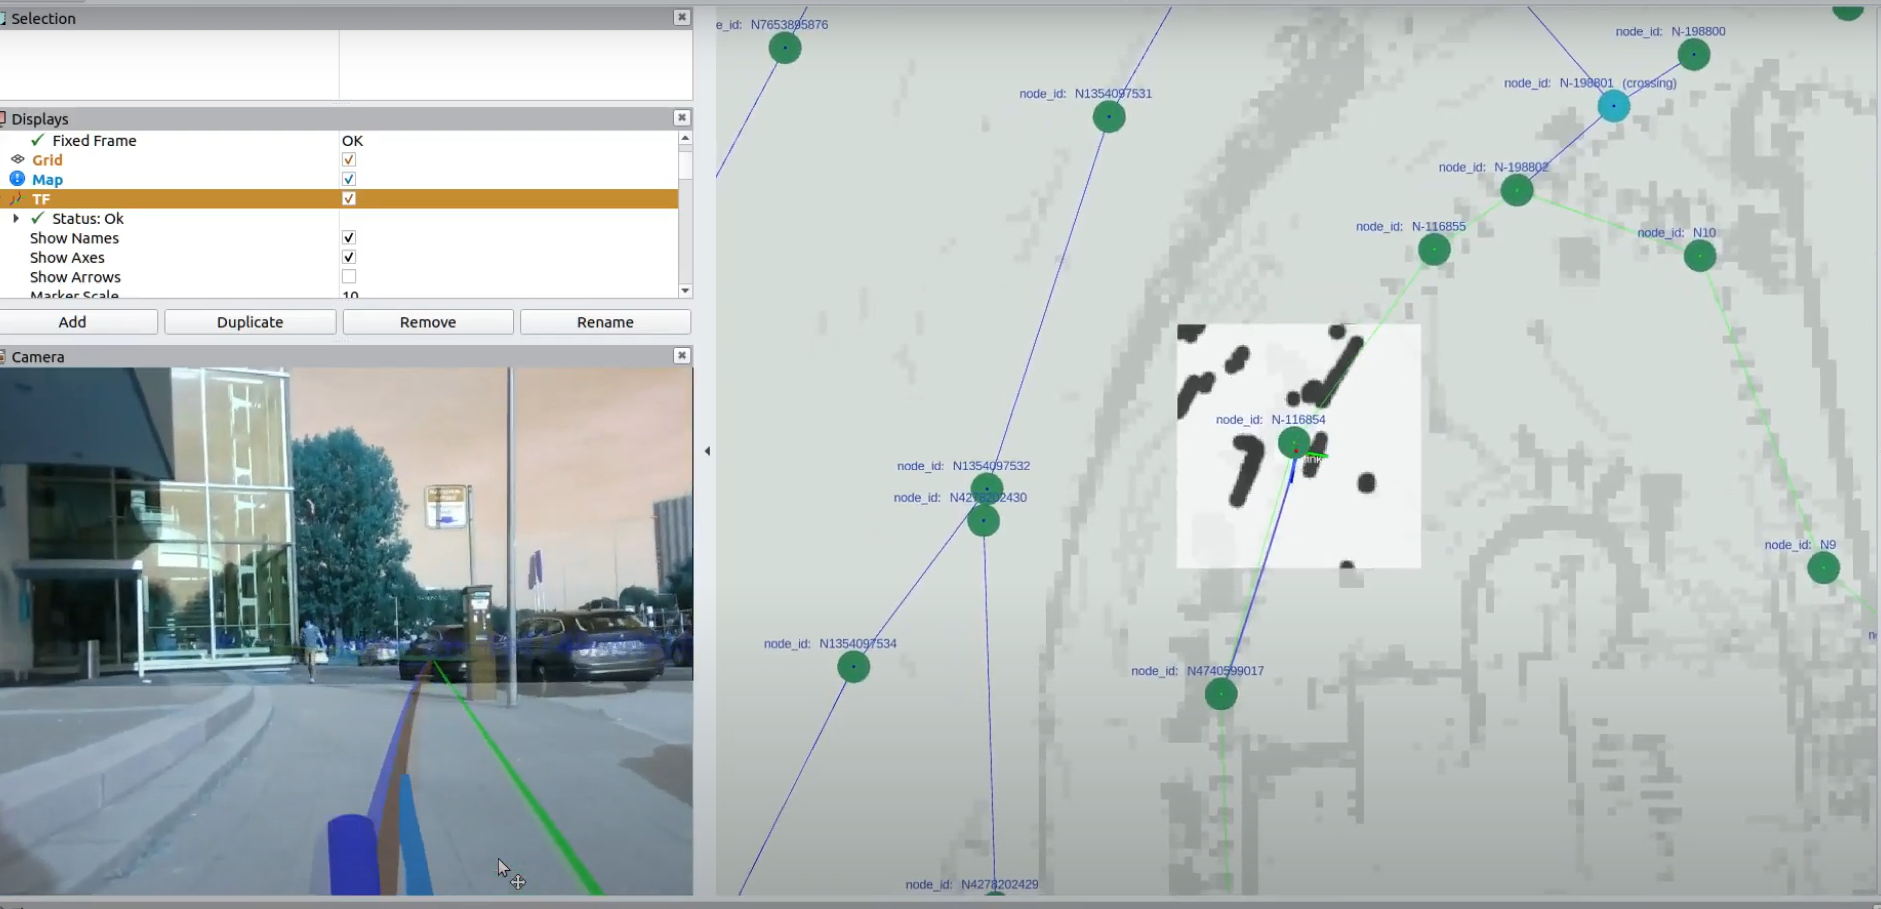 Selection
Displays
Fixed Frame OK
Grid
Map
TF
Status: Ok
Show Names
Show Axes
Show Arrows
Marker Scale 10
Add Duplicate Remove Rename
Camera
e_id: N7653895876
node_id: N1354097531
node_id: N-198800
node_id: N-198801 (crossing)
node_id: N-198802
node_id: N-116855
node_id: N10
node_id: N-116854
node_id: N1354097532
node_id: N4278202430
node_id: N9
node_id: N1354097534
node_id: N4740599017
node_id: N4278202429